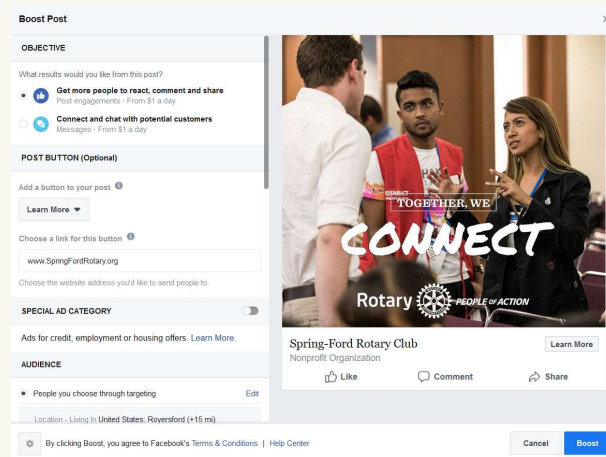 Boost Post
OBJECTIVE
What results would you like from this post?
Get more people to react, comment and share
Post engagements · From $1 a day
Connect and chat with potential customers
Messages · From $1 a day
POST BUTTON (Optional)
Add a button to your post
Learn More
Choose a link for this button
www.SpringFordRotary.org
Choose the website address you'd like to send people to.
SPECIAL AD CATEGORY
Ads for credit, employment or housing offers. Learn More.
AUDIENCE
People you choose through targeting
Edit
Location - Living In United States: Royersford (+15 mi)
TOGETHER, WE
CONNECT
Rotary
PEOPLE OF ACTION
Spring-Ford Rotary Club
Nonprofit Organization
Learn More
Like
Comment
Share
By clicking Boost, you agree to Facebook's Terms & Conditions | Help Center
Cancel
Boost